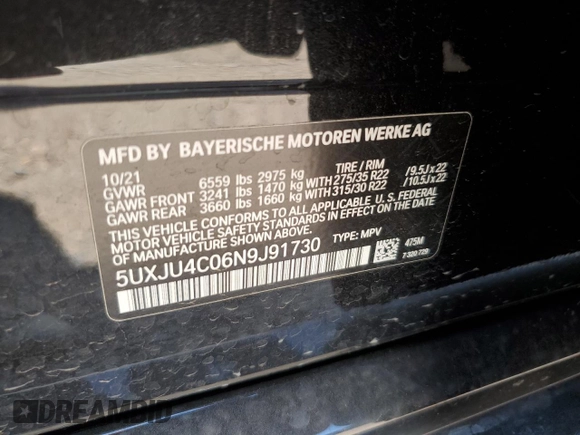 MFD BY BAYERISCHE MOTOREN WERKE AG
10/21 TIRE / RIM
GVWR 6559 lbs 2975 kg
GAWR FRONT 3241 lbs 1470 kg WITH 275/35 R22 /9.5Jx22
GAWR REAR 3660 lbs 1660 kg WITH 315/30 R22 /10.5Jx22
THIS VEHICLE CONFORMS TO ALL APPLICABLE U.S. FEDERAL
MOTOR VEHICLE SAFETY STANDARDS IN EFFECT ON THE DATE
OF MANUFACTURE SHOWN ABOVE.
5UXJU4C06N9J91730 TYPE: MPV
475M
7 320 728
DREAMBID